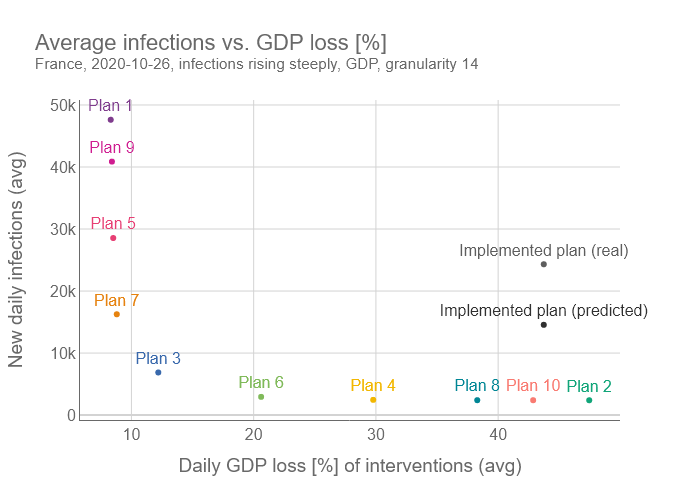 Average infections vs. GDP loss [%]
France, 2020-10-26, infections rising steeply, GDP, granularity 14
50k
Plan 1
Plan 9
40k
Plan 5
30k
Implemented plan (real)
20k
Plan 7
Implemented plan (predicted)
10k
Plan 3
Plan 6
Plan 4
Plan 8
Plan 10
Plan 2
0
10
20
30
40
New daily infections (avg)
Daily GDP loss [%] of interventions (avg)